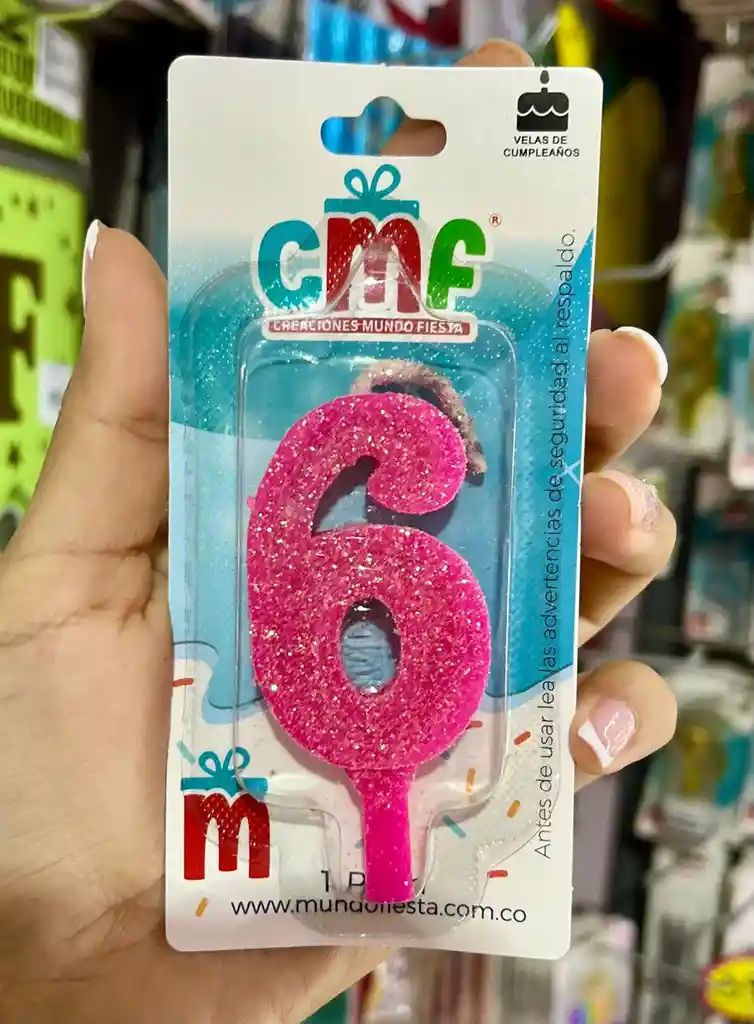 VELAS DE
CUMPLEAÑOS
cmf®
CREACIONES MUNDO FIESTA
6
Antes de usar lea las advertencias de seguridad al respaldo.
m
1
www.mundofiesta.com.co
F